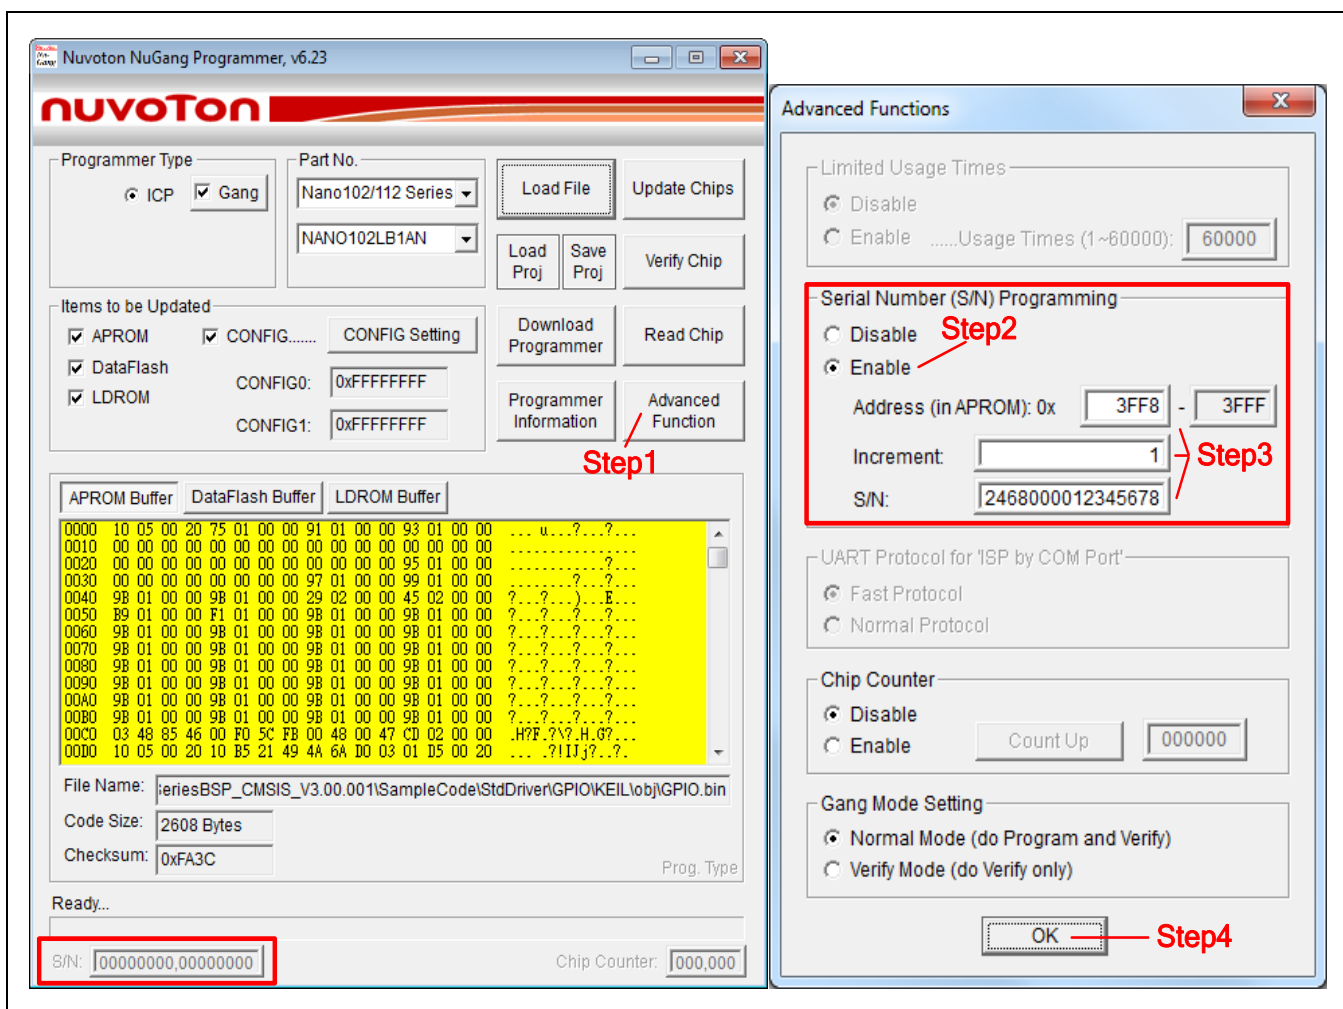 Nuvoton NuGang Programmer, v6.23
nuvoTon
Programmer Type
ICP
Gang
Part No.
Nano102/112 Series
NANO102LB1AN
Load File
Update Chips
Load Proj
Save Proj
Verify Chip
Items to be Updated
APROM
CONFIG.......
CONFIG Setting
DataFlash
CONFIG0: 0xFFFFFFFF
LDROM
CONFIG1: 0xFFFFFFFF
Download Programmer
Read Chip
Programmer Information
Advanced Function
Step1
APROM Buffer
DataFlash Buffer
LDROM Buffer
0000 10 05 00 20 75 01 00 00 91 01 00 00 93 01 00 00 ... u...?...?...
0010 00 00 00 00 00 00 00 00 00 00 00 00 00 00 00 00 ................
0020 00 00 00 00 00 00 00 00 00 00 00 00 95 01 00 00 ............?...
0030 00 00 00 00 00 00 00 00 97 01 00 00 99 01 00 00 ........?...?...
0040 9B 01 00 00 9B 01 00 00 29 02 00 00 45 02 00 00 ?...?...)...E...
0050 B9 01 00 00 F1 01 00 00 9B 01 00 00 9B 01 00 00 ?...?...?...?...
0060 9B 01 00 00 9B 01 00 00 9B 01 00 00 9B 01 00 00 ?...?...?...?...
0070 9B 01 00 00 9B 01 00 00 9B 01 00 00 9B 01 00 00 ?...?...?...?...
0080 9B 01 00 00 9B 01 00 00 9B 01 00 00 9B 01 00 00 ?...?...?...?...
0090 9B 01 00 00 9B 01 00 00 9B 01 00 00 9B 01 00 00 ?...?...?...?...
00A0 9B 01 00 00 9B 01 00 00 9B 01 00 00 9B 01 00 00 ?...?...?...?...
00B0 9B 01 00 00 9B 01 00 00 9B 01 00 00 9B 01 00 00 ?...?...?...?...
00C0 03 48 85 46 00 F0 5C FB 00 48 00 47 CD 02 00 00 .H?F.?\?.H.G?...
00D0 10 05 00 20 10 B5 21 49 4A 6A D0 03 01 D5 00 20 ... .?!IJj?..?. 
File Name: eriesBSP_CMSIS_V3.00.001\SampleCode\StdDriver\GPIO\KEIL\obj\GPIO.bin
Code Size: 2608 Bytes
Checksum: 0xFA3C
Prog. Type
Ready...
S/N: 00000000,00000000
Chip Counter: 000,000
Advanced Functions
Limited Usage Times
Disable
Enable ......Usage Times (1~60000): 60000
Serial Number (S/N) Programming
Disable
Step2
Enable
Address (in APROM): 0x 3FF8 - 3FFF
Increment: 1
Step3
S/N: 2468000012345678
UART Protocol for 'ISP by COM Port'
Fast Protocol
Normal Protocol
Chip Counter
Disable
Enable
Count Up
000000
Gang Mode Setting
Normal Mode (do Program and Verify)
Verify Mode (do Verify only)
OK
Step4